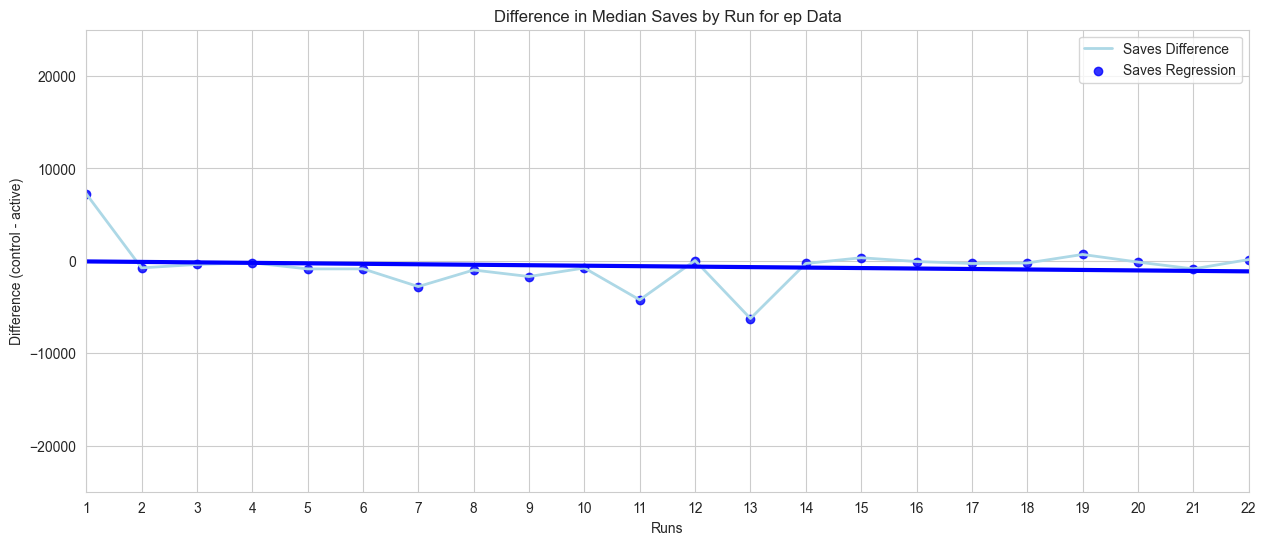 Difference in Median Saves by Run for ep Data
Saves Difference
Saves Regression
Difference (control - active)
20000
10000
0
−10000
−20000
1 2 3 4 5 6 7 8 9 10 11 12 13 14 15 16 17 18 19 20 21 22
Runs